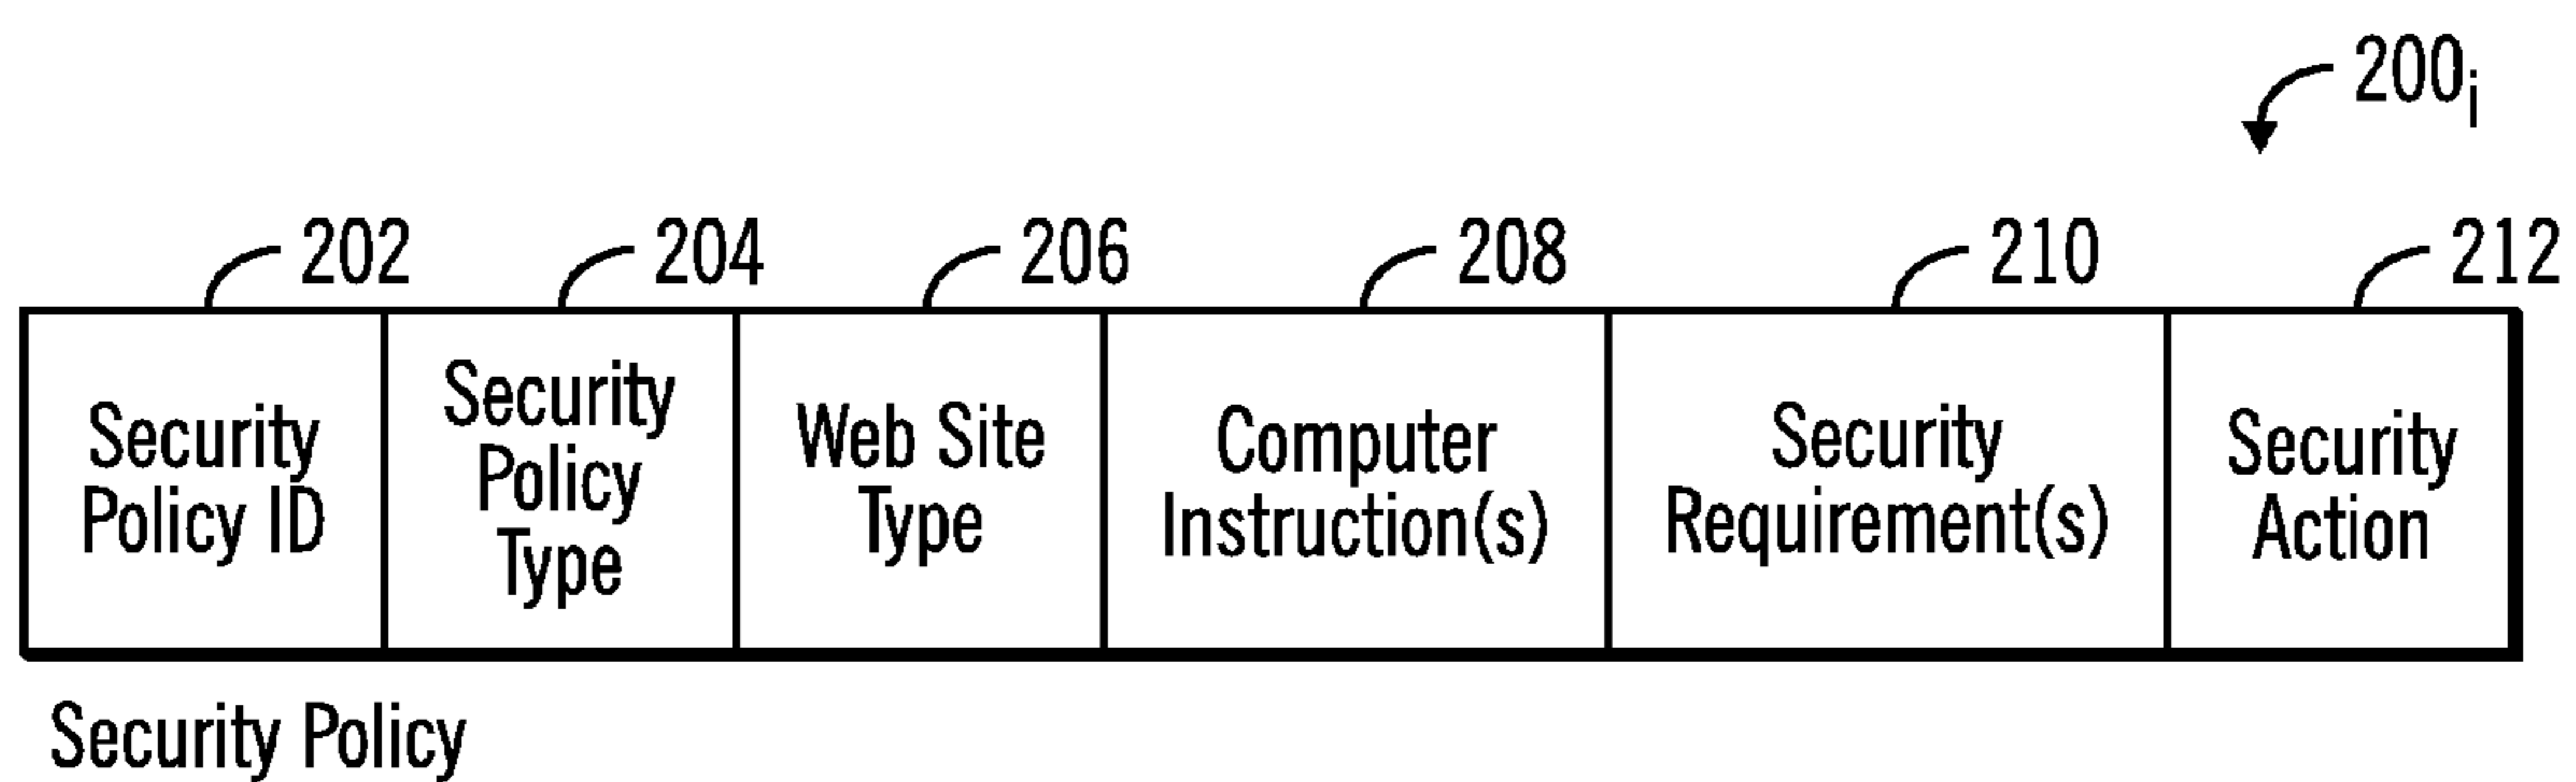 200i
202
204
206
208
210
212
Security
Policy ID
Security
Policy
Type
Web Site
Type
Computer
Instruction(s)
Security
Requirement(s)
Security
Action
Security Policy